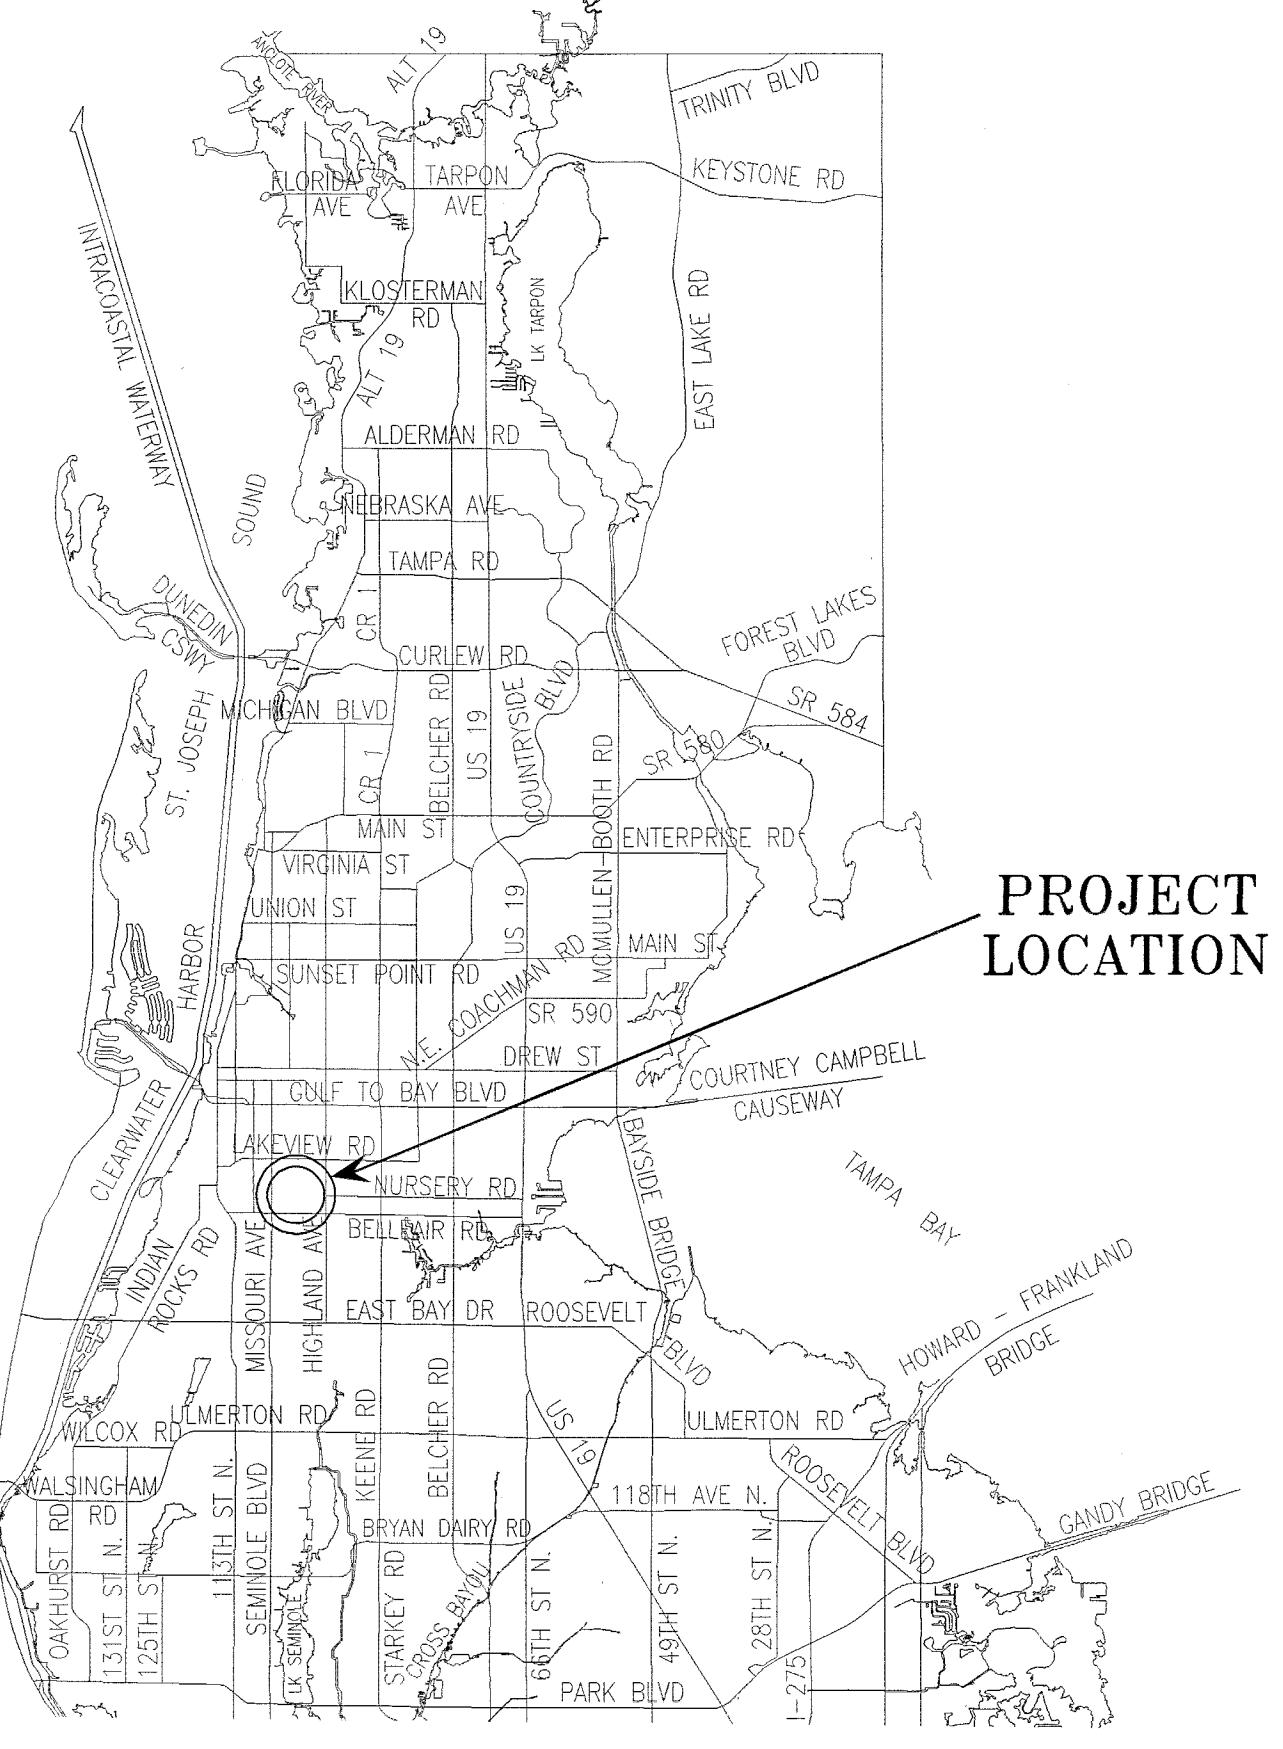 ANCLOTE RIVER
ALT 19
TRINITY BLVD
FLORIDA
AVE
TARPON
AVE
KEYSTONE RD
INTRACOASTAL WATERWAY
KLOSTERMAN
RD
LK TARPON
EAST LAKE RD
ALT 19
ALDERMAN RD
SOUND
NEBRASKA AVE
TAMPA RD
DUNEDIN
CSWY
CR 1
FOREST LAKES
BLVD
CURLEW RD
ST. JOSEPH
MICHIGAN BLVD
BELCHER RD
US 19
COUNTRYSIDE
BLVD
SR 584
SR 580
CR 1
MCMULLEN-BOOTH RD
MAIN ST
ENTERPRISE RD
VIRGINIA ST
UNION ST
US 19
PROJECT
LOCATION
HARBOR
MAIN ST
SUNSET POINT RD
N.E. COACHMAN RD
SR 590
DREW ST
COURTNEY CAMPBELL
CAUSEWAY
GULF TO BAY BLVD
CLEARWATER
LAKEVIEW RD
BAYSIDE BRIDGE
TAMPA BAY
NURSERY RD
BELLEAIR RD
INDIAN
ROCKS RD
MISSOURI AVE
HIGHLAND AVE
EAST BAY DR
ROOSEVELT
BLVD
HOWARD - FRANKLAND
BRIDGE
ULMERTON RD
WILCOX RD
KEENE RD
BELCHER RD
US 19
ULMERTON RD
WALSINGHAM
RD
113TH ST N.
SEMINOLE BLVD
118TH AVE N.
ROOSEVELT BLVD
GANDY BRIDGE
BRYAN DAIRY RD
OAKHURST RD
131ST ST N.
125TH ST N.
LK SEMINOLE
STARKEY RD
CROSS BAYOU
66TH ST N.
49TH ST N.
28TH ST N.
I-275
PARK BLVD